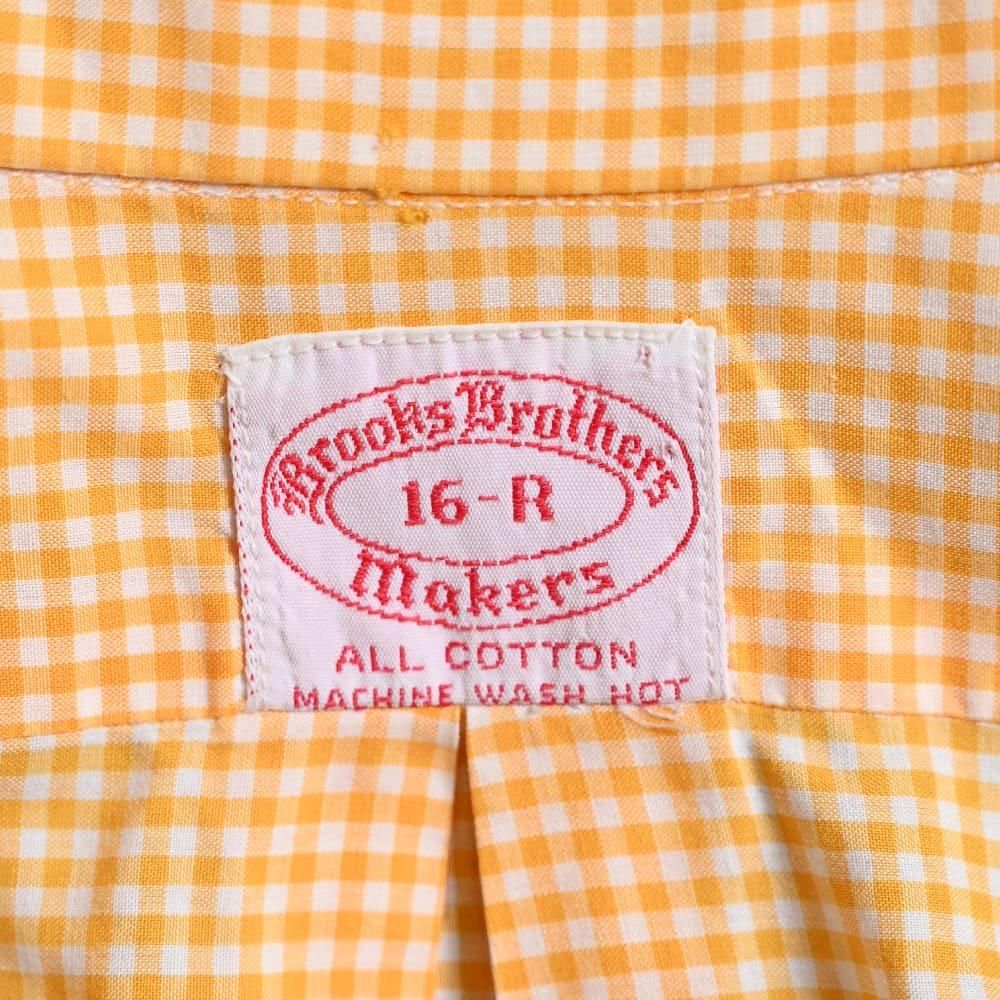 Brooks Brothers
16-R
Makers
ALL COTTON
MACHINE WASH HOT